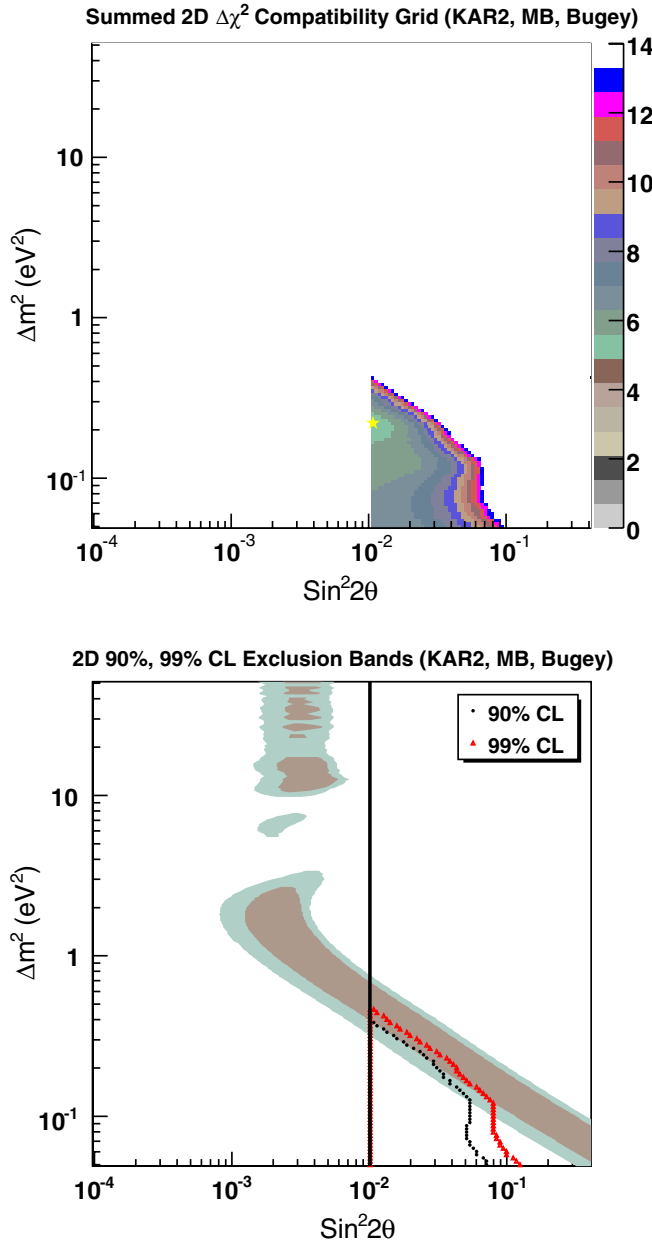 Summed 2D Δχ² Compatibility Grid (KAR2, MB, Bugey)
Δm² (eV²)
10
1
10⁻¹
10⁻⁴ 10⁻³ 10⁻² 10⁻¹
Sin²2θ
14
12
10
8
6
4
2
0
2D 90%, 99% CL Exclusion Bands (KAR2, MB, Bugey)
90% CL
99% CL
Δm² (eV²)
10
1
10⁻¹
10⁻⁴ 10⁻³ 10⁻² 10⁻¹
Sin²2θ